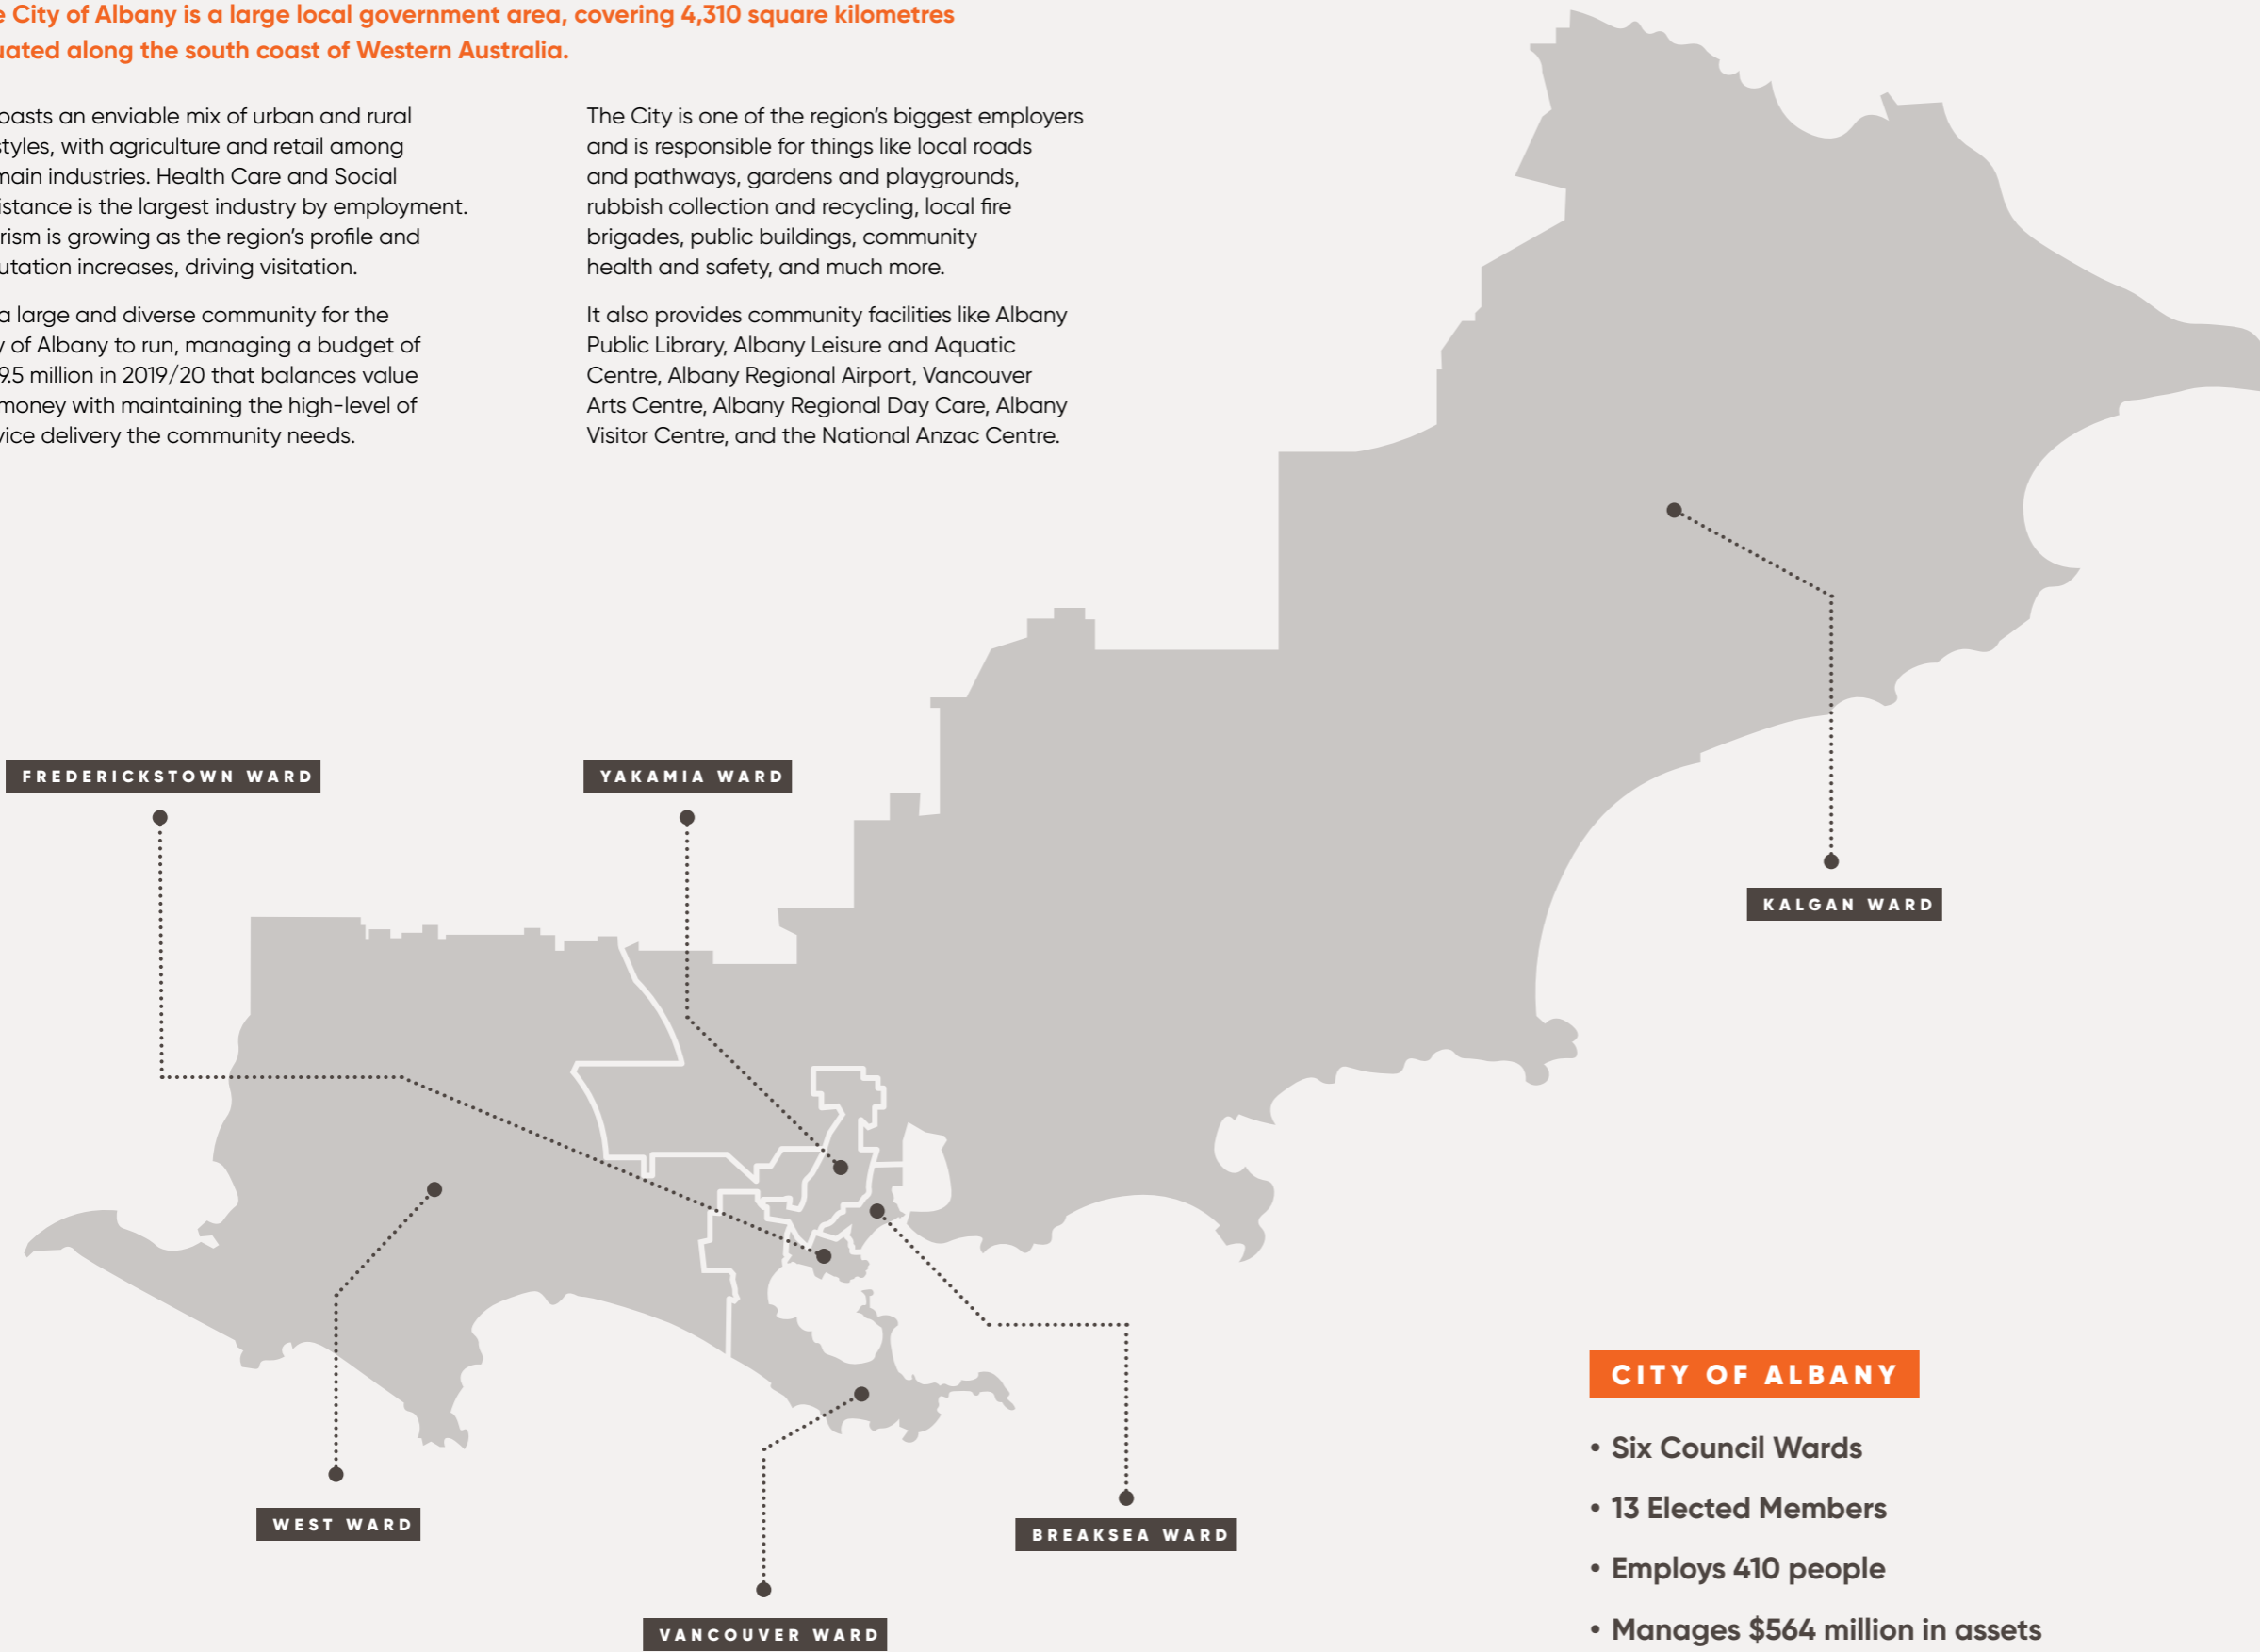 e City of Albany is a large local government area, covering 4,310 square kilometres
uated along the south coast of Western Australia.
oasts an enviable mix of urban and rural
styles, with agriculture and retail among
main industries. Health Care and Social
istance is the largest industry by employment.
rism is growing as the region's profile and
utation increases, driving visitation.
a large and diverse community for the
y of Albany to run, managing a budget of
9.5 million in 2019/20 that balances value
money with maintaining the high-level of
vice delivery the community needs.
The City is one of the region's biggest employers
and is responsible for things like local roads
and pathways, gardens and playgrounds,
rubbish collection and recycling, local fire
brigades, public buildings, community
health and safety, and much more.
It also provides community facilities like Albany
Public Library, Albany Leisure and Aquatic
Centre, Albany Regional Airport, Vancouver
Arts Centre, Albany Regional Day Care, Albany
Visitor Centre, and the National Anzac Centre.
FREDERICKSTOWN WARD
YAKAMIA WARD
KALGAN WARD
WEST WARD
BREAKSEA WARD
VANCOUVER WARD
CITY OF ALBANY
• Six Council Wards
• 13 Elected Members
• Employs 410 people
• Manages $564 million in assets